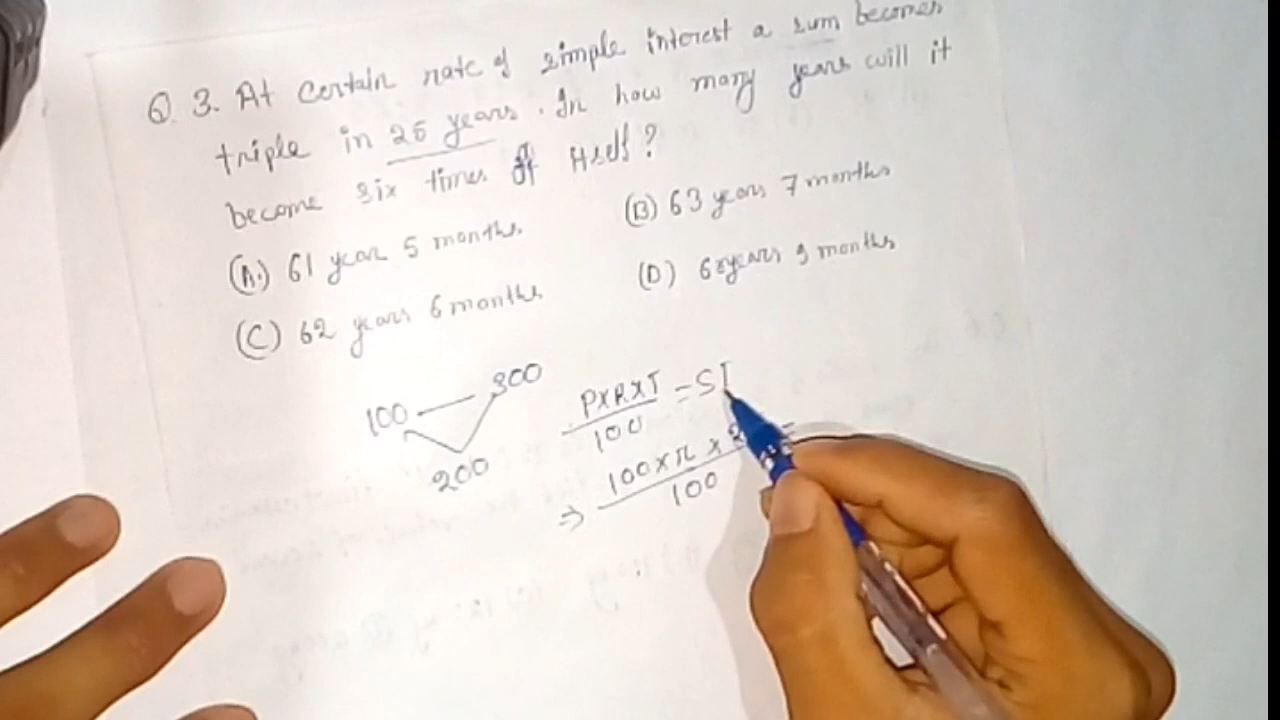 Q. 3. At Certain rate of simple interest a sum becomes
triple in 25 years. In how many years will it
become six times of itself?
(A.) 61 year 5 months.
(B) 63 years 7 months
(C) 62 years 6 months
(D) years 9 months
100 300
200
PXRXT = SI
100
⇒ 100 x r x 2 =
100